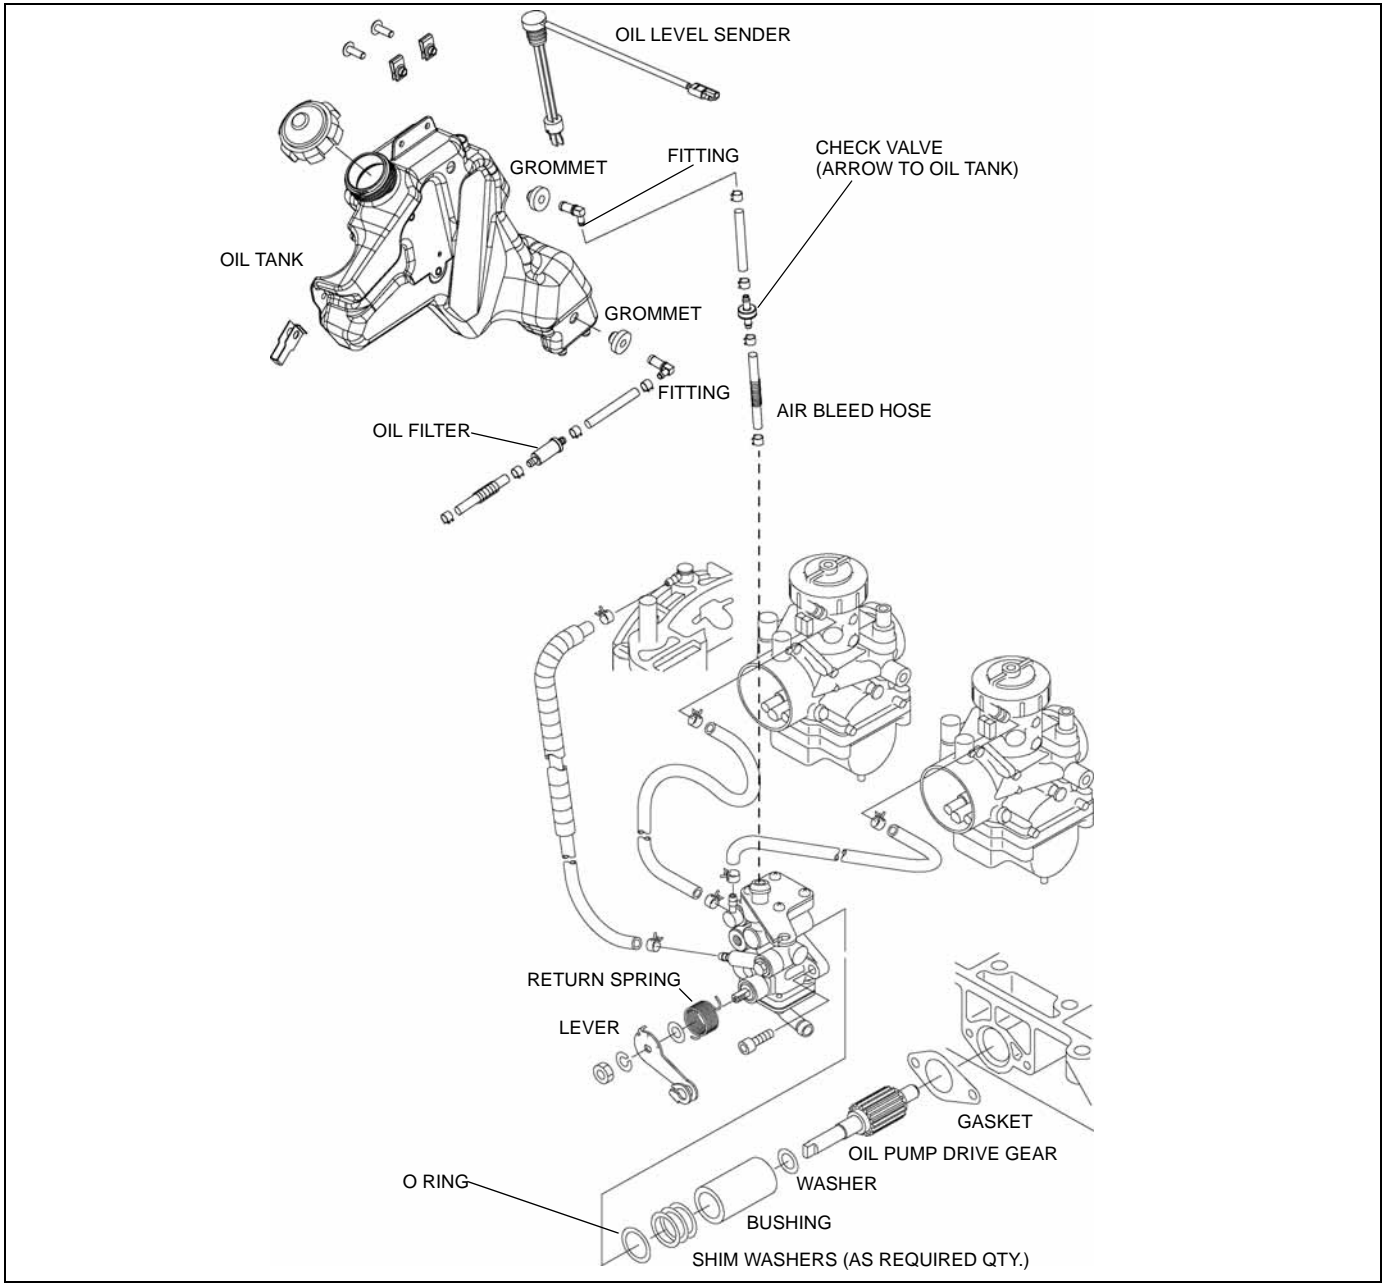 OIL LEVEL SENDER
CHECK VALVE
(ARROW TO OIL TANK)
FITTING
GROMMET
OIL TANK
GROMMET
FITTING
AIR BLEED HOSE
OIL FILTER
RETURN SPRING
LEVER
GASKET
OIL PUMP DRIVE GEAR
WASHER
O RING
BUSHING
SHIM WASHERS (AS REQUIRED QTY.)